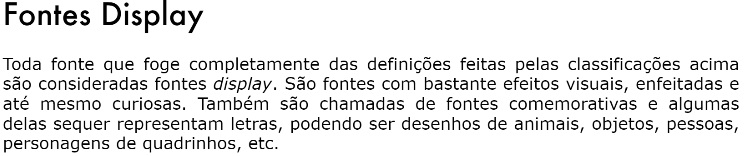 Fontes Display
Toda fonte que foge completamente das definições feitas pelas classificações acima
são consideradas fontes display. São fontes com bastante efeitos visuais, enfeitadas e
até mesmo curiosas. Também são chamadas de fontes comemorativas e algumas
delas sequer representam letras, podendo ser desenhos de animais, objetos, pessoas,
personagens de quadrinhos, etc.